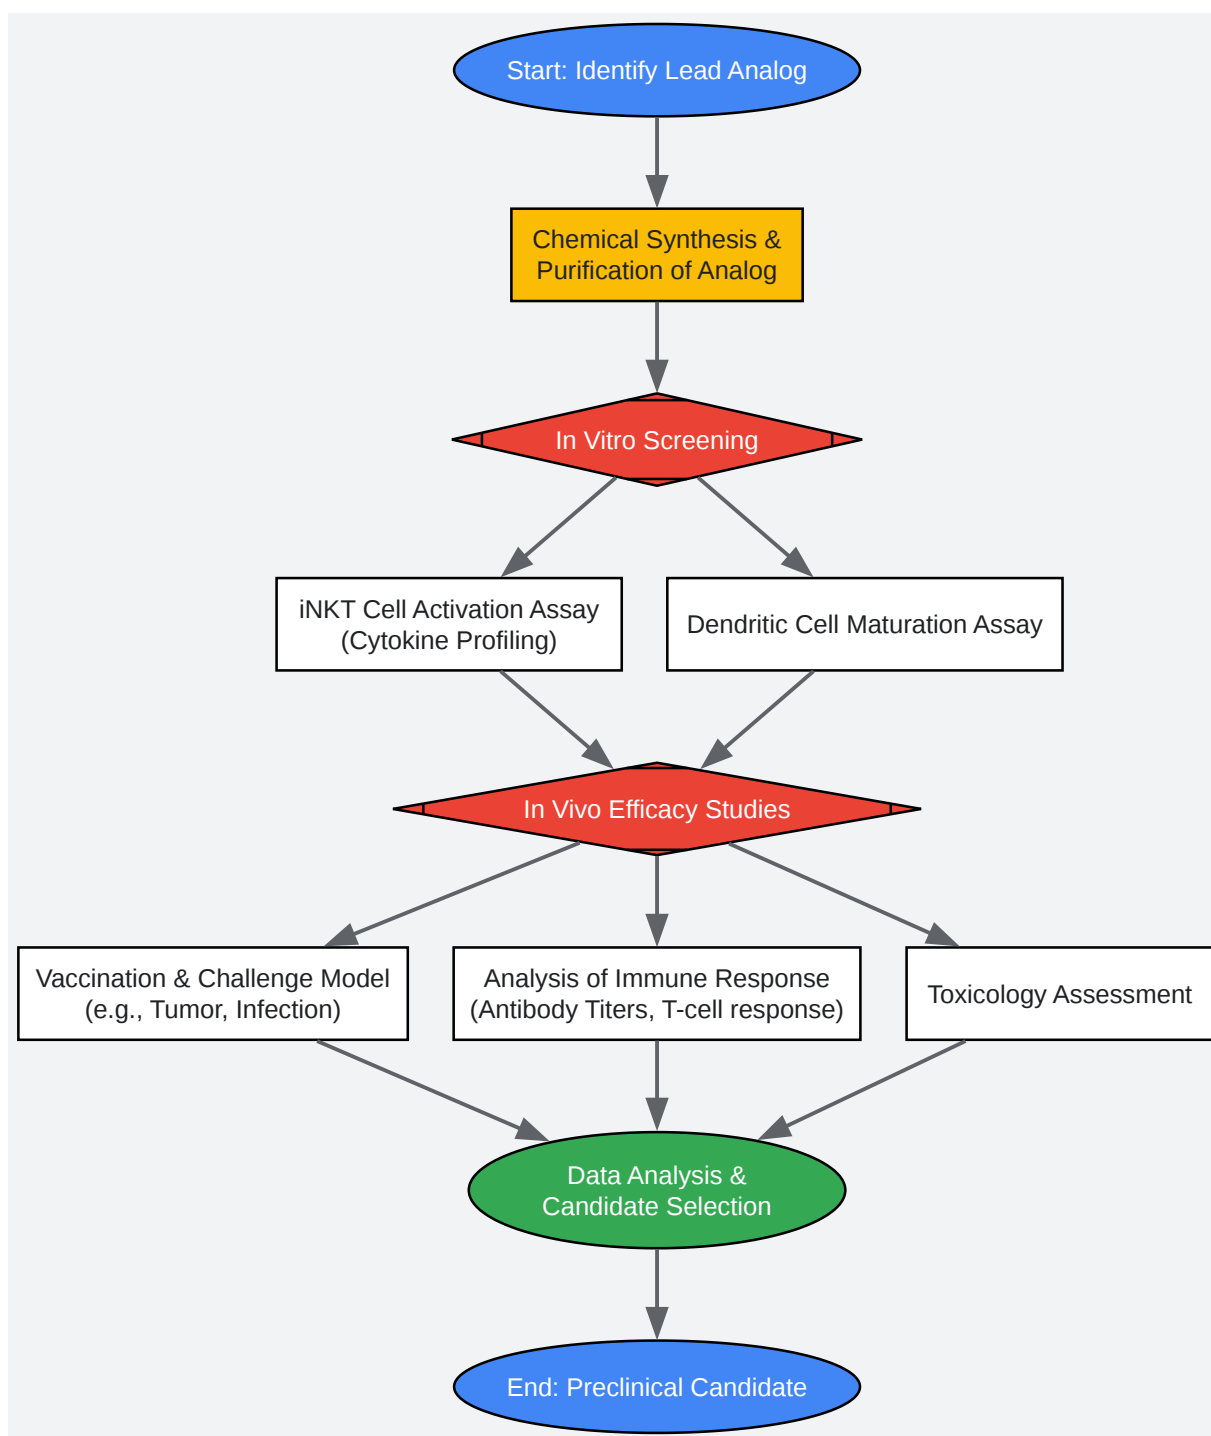 Start: Identify Lead Analog
Chemical Synthesis &
Purification of Analog
In Vitro Screening
iNKT Cell Activation Assay
(Cytokine Profiling)
Dendritic Cell Maturation Assay
In Vivo Efficacy Studies
Vaccination & Challenge Model
(e.g., Tumor, Infection)
Analysis of Immune Response
(Antibody Titers, T-cell response)
Toxicology Assessment
Data Analysis &
Candidate Selection
End: Preclinical Candidate